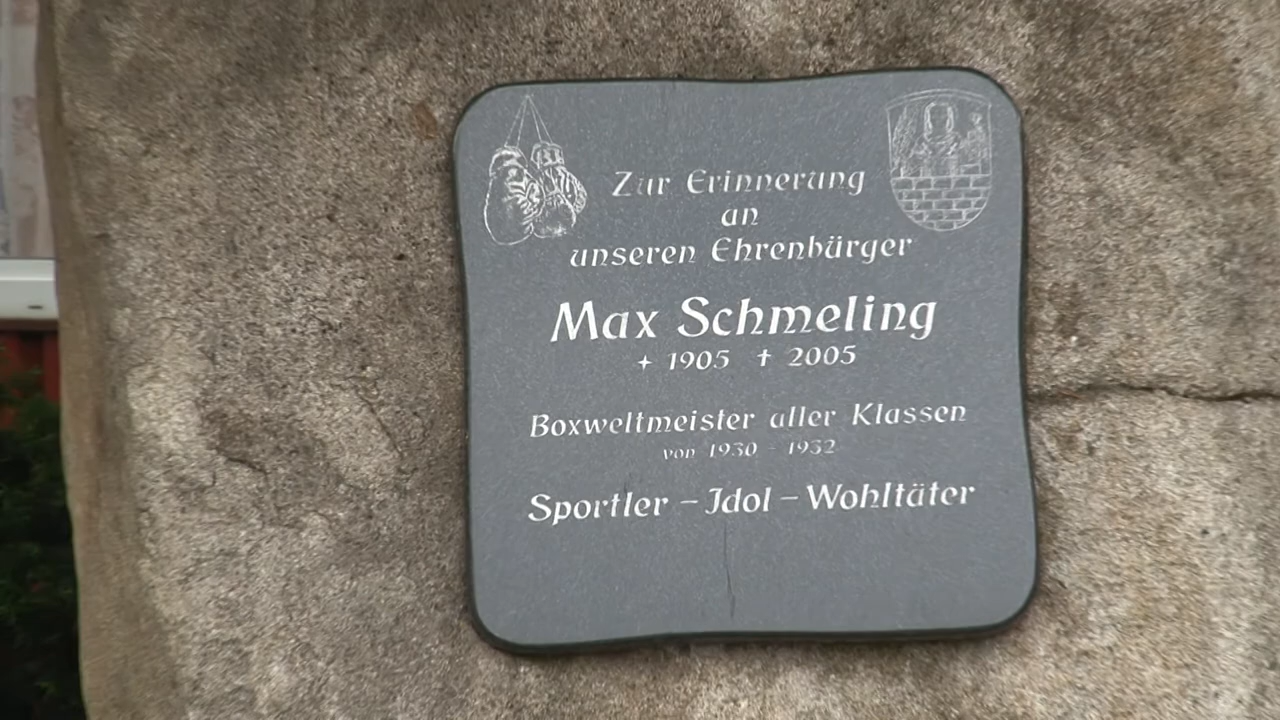 Zur Erinnerung
an
unseren Ehrenbürger
Max Schmeling
+ 1905 † 2005
Boxweltmeister aller Klassen
von 1930 - 1932
Sportler – Idol – Wohltäter